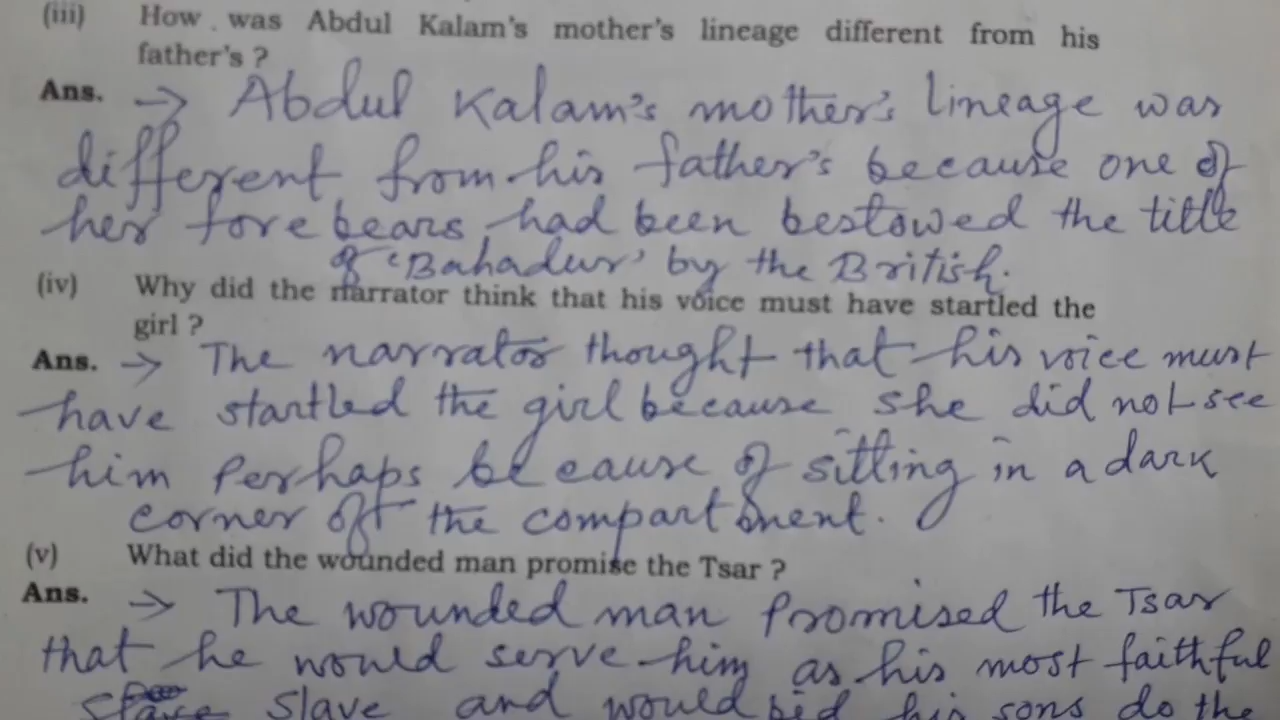 (iii) How was Abdul Kalam's mother's lineage different from his
father's ?
Ans. → Abdul Kalam's mother's lineage was
different from his father's because one of
her forebears had been bestowed the title
of 'Bahadur' by the British.
(iv) Why did the narrator think that his voice must have startled the
girl ?
Ans. → The narrator thought that his voice must
have startled the girl because she did not see
him Perhaps because of sitting in a dark
corner of the compartment.
(v) What did the wounded man promise the Tsar ?
Ans. → The wounded man Promised the Tsar
that he would serve him as his most faithful
slave and would bid his sons do the